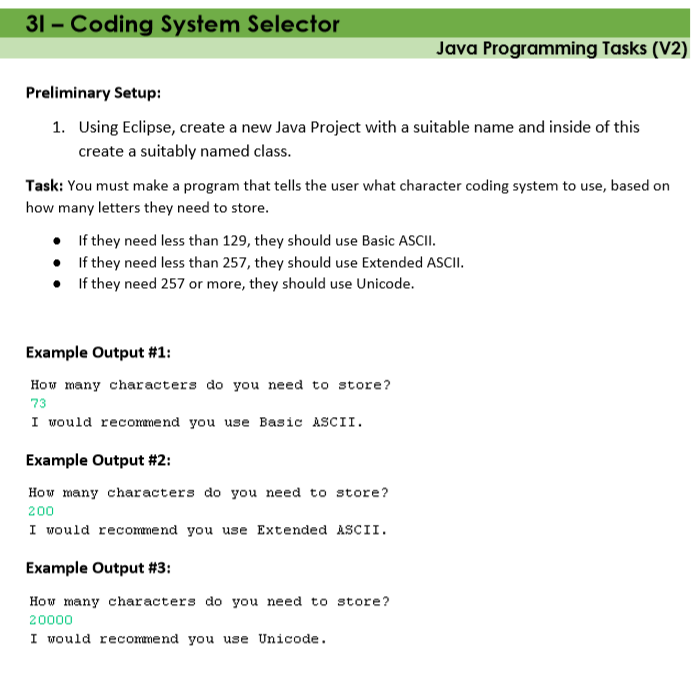 3I – Coding System Selector
Java Programming Tasks (V2)
Preliminary Setup:
1. Using Eclipse, create a new Java Project with a suitable name and inside of this
create a suitably named class.
Task: You must make a program that tells the user what character coding system to use, based on
how many letters they need to store.
● If they need less than 129, they should use Basic ASCII.
● If they need less than 257, they should use Extended ASCII.
● If they need 257 or more, they should use Unicode.
Example Output #1:
How many characters do you need to store?
73
I would recommend you use Basic ASCII.
Example Output #2:
How many characters do you need to store?
200
I would recommend you use Extended ASCII.
Example Output #3:
How many characters do you need to store?
20000
I would recommend you use Unicode.